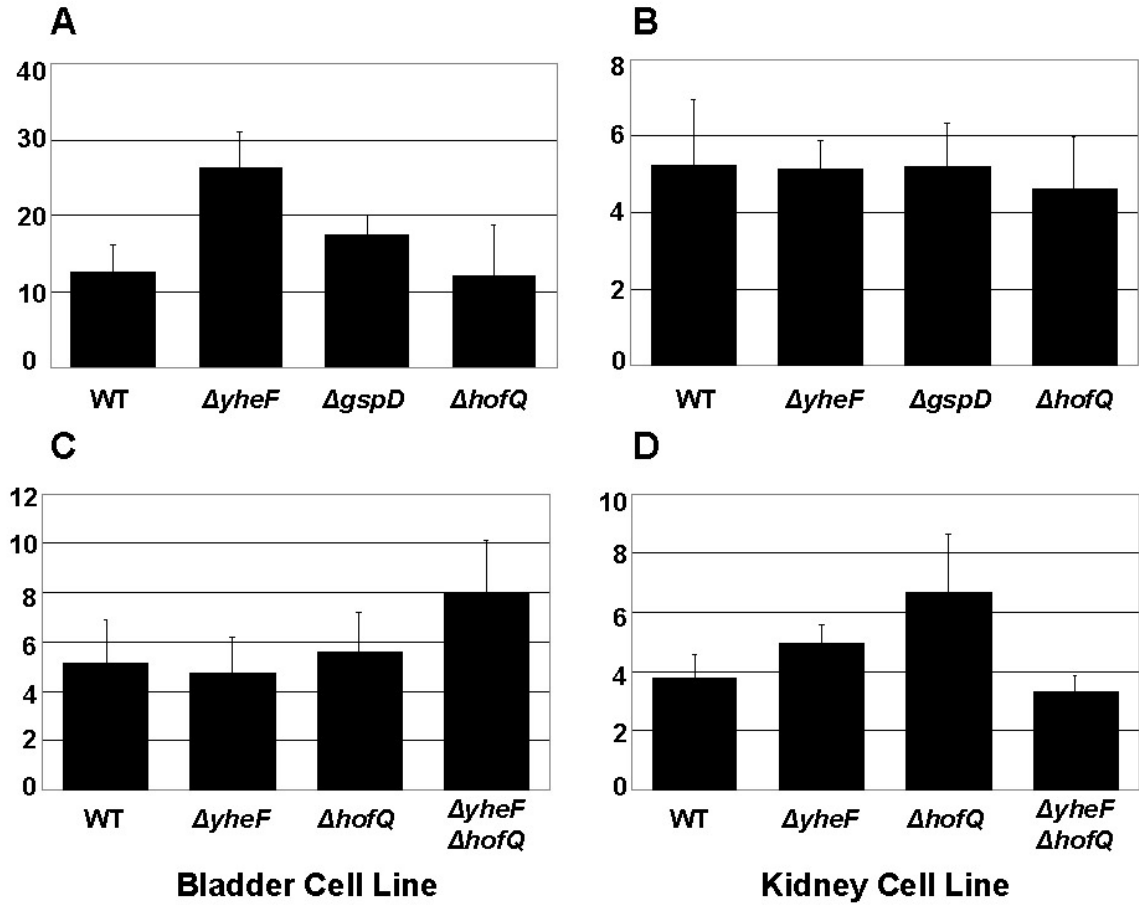 A
40
30
20
10
0
WT ΔyheF ΔgspD ΔhofQ
B
8
6
4
2
0
WT ΔyheF ΔgspD ΔhofQ
C
12
10
8
6
4
2
0
WT ΔyheF ΔhofQ ΔyheF
ΔhofQ
Bladder Cell Line
D
10
8
6
4
2
0
WT ΔyheF ΔhofQ ΔyheF
ΔhofQ
Kidney Cell Line